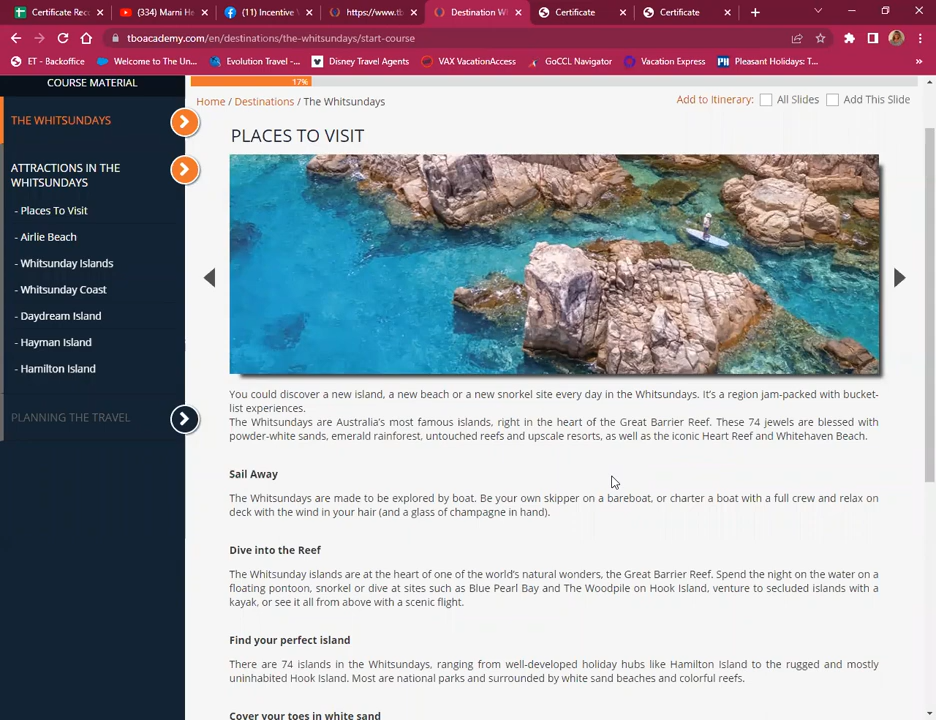 Certificate Rec
(334) Marni He
(11) Incentive
https://www.tb
Destination W
Certificate
Certificate
tboacademy.com/en/destinations/the-whitsundays/start-course
ET - Backoffice
Welcome to The Un...
Evolution Travel -...
Disney Travel Agents
VAX VacationAccess
GoCCL Navigator
Vacation Express
Pleasant Holidays: T...
»
COURSE MATERIAL
17%
Home / Destinations / The Whitsundays
Add to Itinerary: All Slides Add This Slide
THE WHITSUNDAYS
ATTRACTIONS IN THE
WHITSUNDAYS
- Places To Visit
- Airlie Beach
- Whitsunday Islands
- Whitsunday Coast
- Daydream Island
- Hayman Island
- Hamilton Island
PLANNING THE TRAVEL
PLACES TO VISIT
You could discover a new island, a new beach or a new snorkel site every day in the Whitsundays. It's a region jam-packed with bucket-
list experiences.
The Whitsundays are Australia's most famous islands, right in the heart of the Great Barrier Reef. These 74 jewels are blessed with
powder-white sands, emerald rainforest, untouched reefs and upscale resorts, as well as the iconic Heart Reef and Whitehaven Beach.
Sail Away
The Whitsundays are made to be explored by boat. Be your own skipper on a bareboat, or charter a boat with a full crew and relax on
deck with the wind in your hair (and a glass of champagne in hand).
Dive into the Reef
The Whitsunday islands are at the heart of one of the world's natural wonders, the Great Barrier Reef. Spend the night on the water on a
floating pontoon, snorkel or dive at sites such as Blue Pearl Bay and The Woodpile on Hook Island, venture to secluded islands with a
kayak, or see it all from above with a scenic flight.
Find your perfect island
There are 74 islands in the Whitsundays, ranging from well-developed holiday hubs like Hamilton Island to the rugged and mostly
uninhabited Hook Island. Most are national parks and surrounded by white sand beaches and colorful reefs.
Cover your toes in white sand